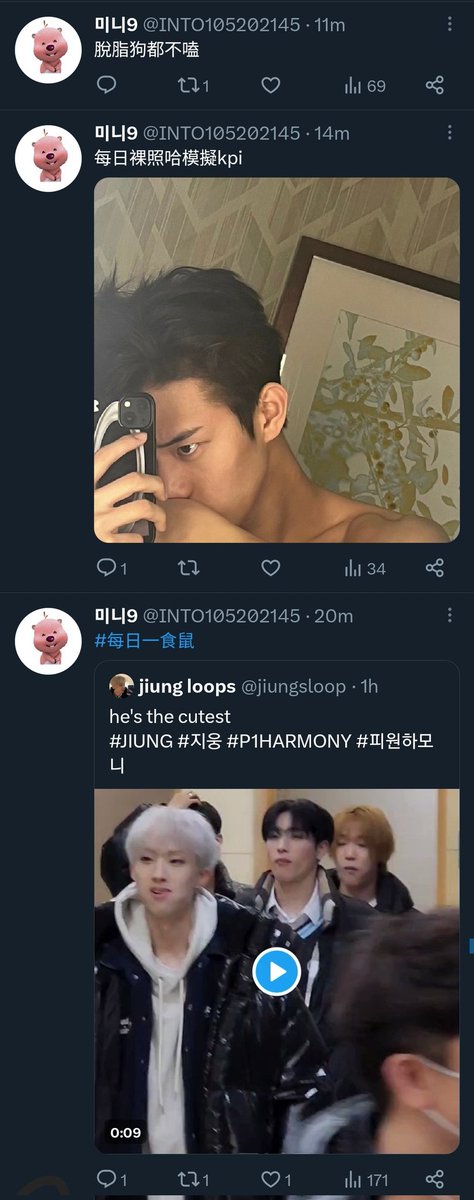 미니9 @INTO105202145 · 11m
脫脂狗都不嗑
1
69
미니9 @INTO105202145 · 14m
每日裸照哈模擬kpi
1
34
미니9 @INTO105202145 · 20m
#每日一食鼠
jiung loops @jiungsloop · 1h
he's the cutest
#JIUNG #지웅 #P1HARMONY #피원하모
니
0:09
1
1
1
171